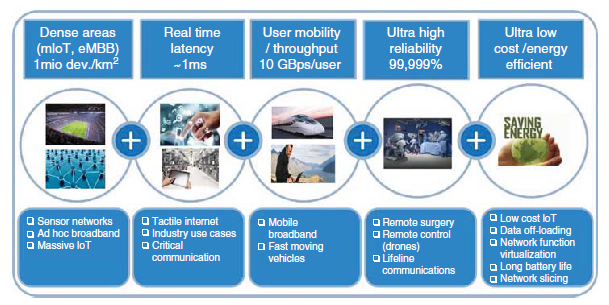 Dense areas
(mIoT, eMBB)
1mio dev./km²
Real time
latency
~1ms
User mobility
/ throughput
10 GBps/user
Ultra high
reliability
99,999%
Ultra low
cost /energy
efficient
SAVING
ENERGY
❑ Sensor networks
❑ Ad hoc broadband
❑ Massive IoT
❑ Tactile internet
❑ Industry use cases
❑ Critical
communication
❑ Mobile
broadband
❑ Fast moving
vehicles
❑ Remote surgery
❑ Remote control
(drones)
❑ Lifeline
communications
❑ Low cost IoT
❑ Data off-loading
❑ Network function
virtualization
❑ Long battery life
❑ Network slicing